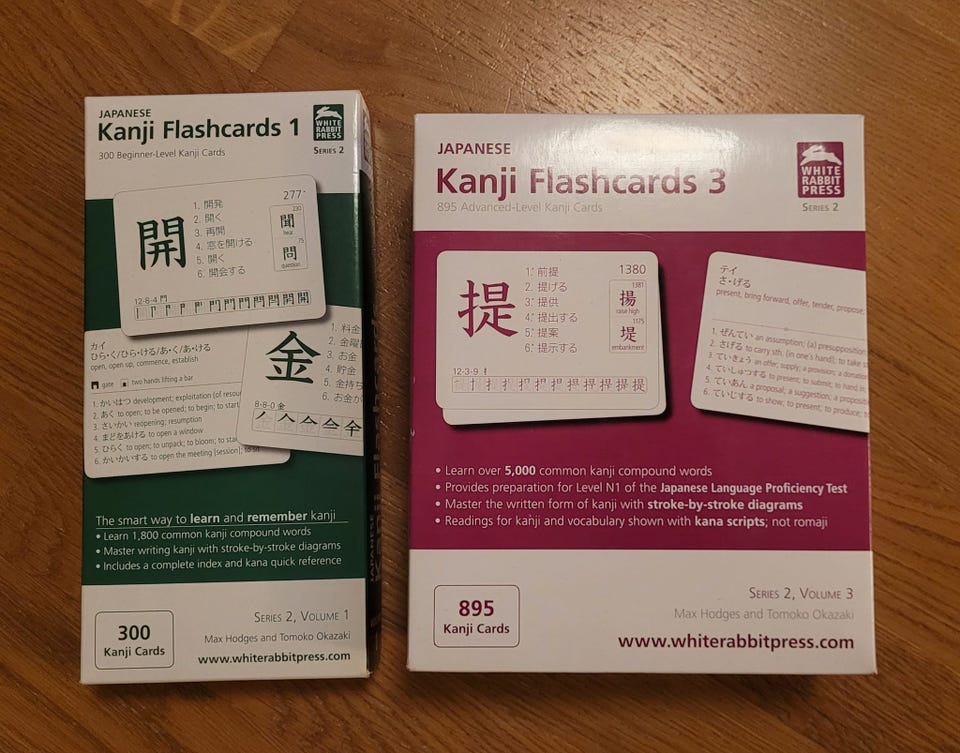 JAPANESE
Kanji Flashcards 1
300 Beginner-Level Kanji Cards
WHITE
RABBIT
PRESS
SERIES 2
開
1. 開発
2. 開く
3. 再開
4. 窓を開ける
5. 開く
6. 開会する
277
230
聞
hear
75
問
question
12-8-4 門
カイ
ひら・く/ひら・ける/あ・く/あ・ける
open, open up, commence, establish
gate
two hands lifting a bar
1. かいはつ development; exploitation (of resou
2. あく to open; to be opened; to begin; to start
3. さいかい reopening; resumption
4. まどをあける to open a window
5. ひらく to open; to unpack; to bloom; to star
6. かいかいする to open the meeting [session];
金
1. 料金
2. 金曜
3. お金
4. 貯金
5. 金持ち
6. お金が
8-8-0 金
The smart way to learn and remember kanji
• Learn 1,800 common kanji compound words
• Master writing kanji with stroke-by-stroke diagrams
• Includes a complete index and kana quick reference
300
Kanji Cards
SERIES 2, VOLUME 1
Max Hodges and Tomoko Okazaki
www.whiterabbitpress.com
JAPANESE
Kanji Flashcards 3
895 Advanced-Level Kanji Cards
WHITE
RABBIT
PRESS
SERIES 2
提
1. 前提
2. 提げる
3. 提供
4. 提出する
5. 提案
6. 提示する
1380
1381
揚
raise high
1175
堤
embankment
12-3-9 扌
テイ
さ・げる
present, bring forward, offer, tender, propose,
1. ぜんてい an assumption; (a) presupposition
2. さげる to carry sth. (in one's hand); to take
3. ていきょう an offer; supply; a provision; a donation
4. ていしゅつする to present; to submit; to hand in
5. ていあん a proposal; a suggestion; a proposi
6. ていじする to show; to present; to produce; t
• Learn over 5,000 common kanji compound words
• Provides preparation for Level N1 of the Japanese Language Proficiency Test
• Master the written form of kanji with stroke-by-stroke diagrams
• Readings for kanji and vocabulary shown with kana scripts; not romaji
895
Kanji Cards
SERIES 2, VOLUME 3
Max Hodges and Tomoko Okazaki
www.whiterabbitpress.com